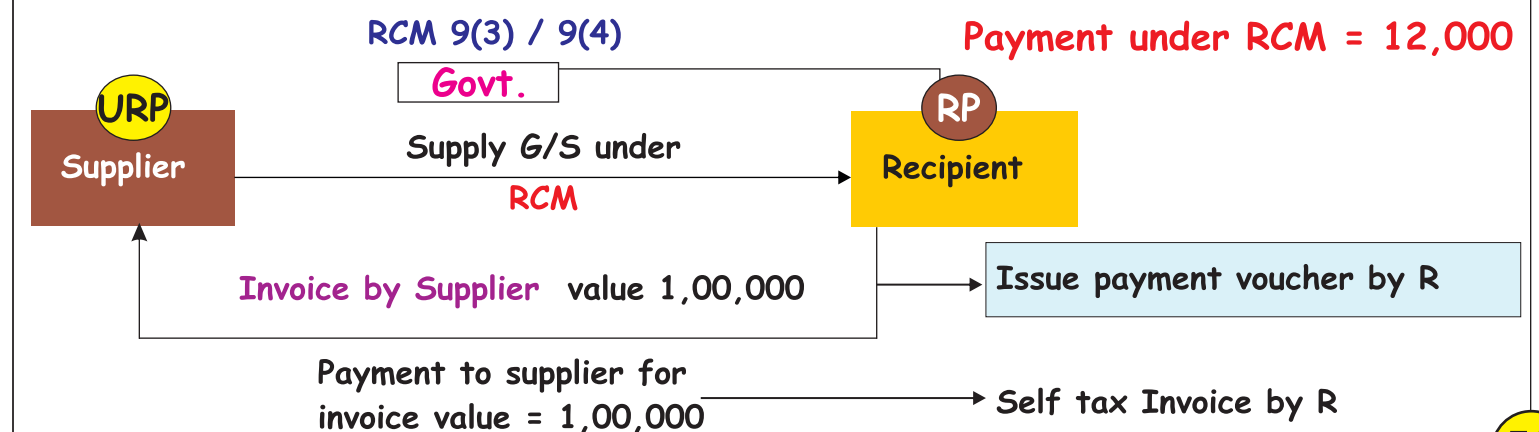 RCM 9(3) / 9(4)
Payment under RCM = 12,000
Govt.
URP
RP
Supplier
Supply G/S under
RCM
Recipient
Invoice by Supplier value 1,00,000
Issue payment voucher by R
Payment to supplier for
invoice value = 1,00,000
Self tax Invoice by R